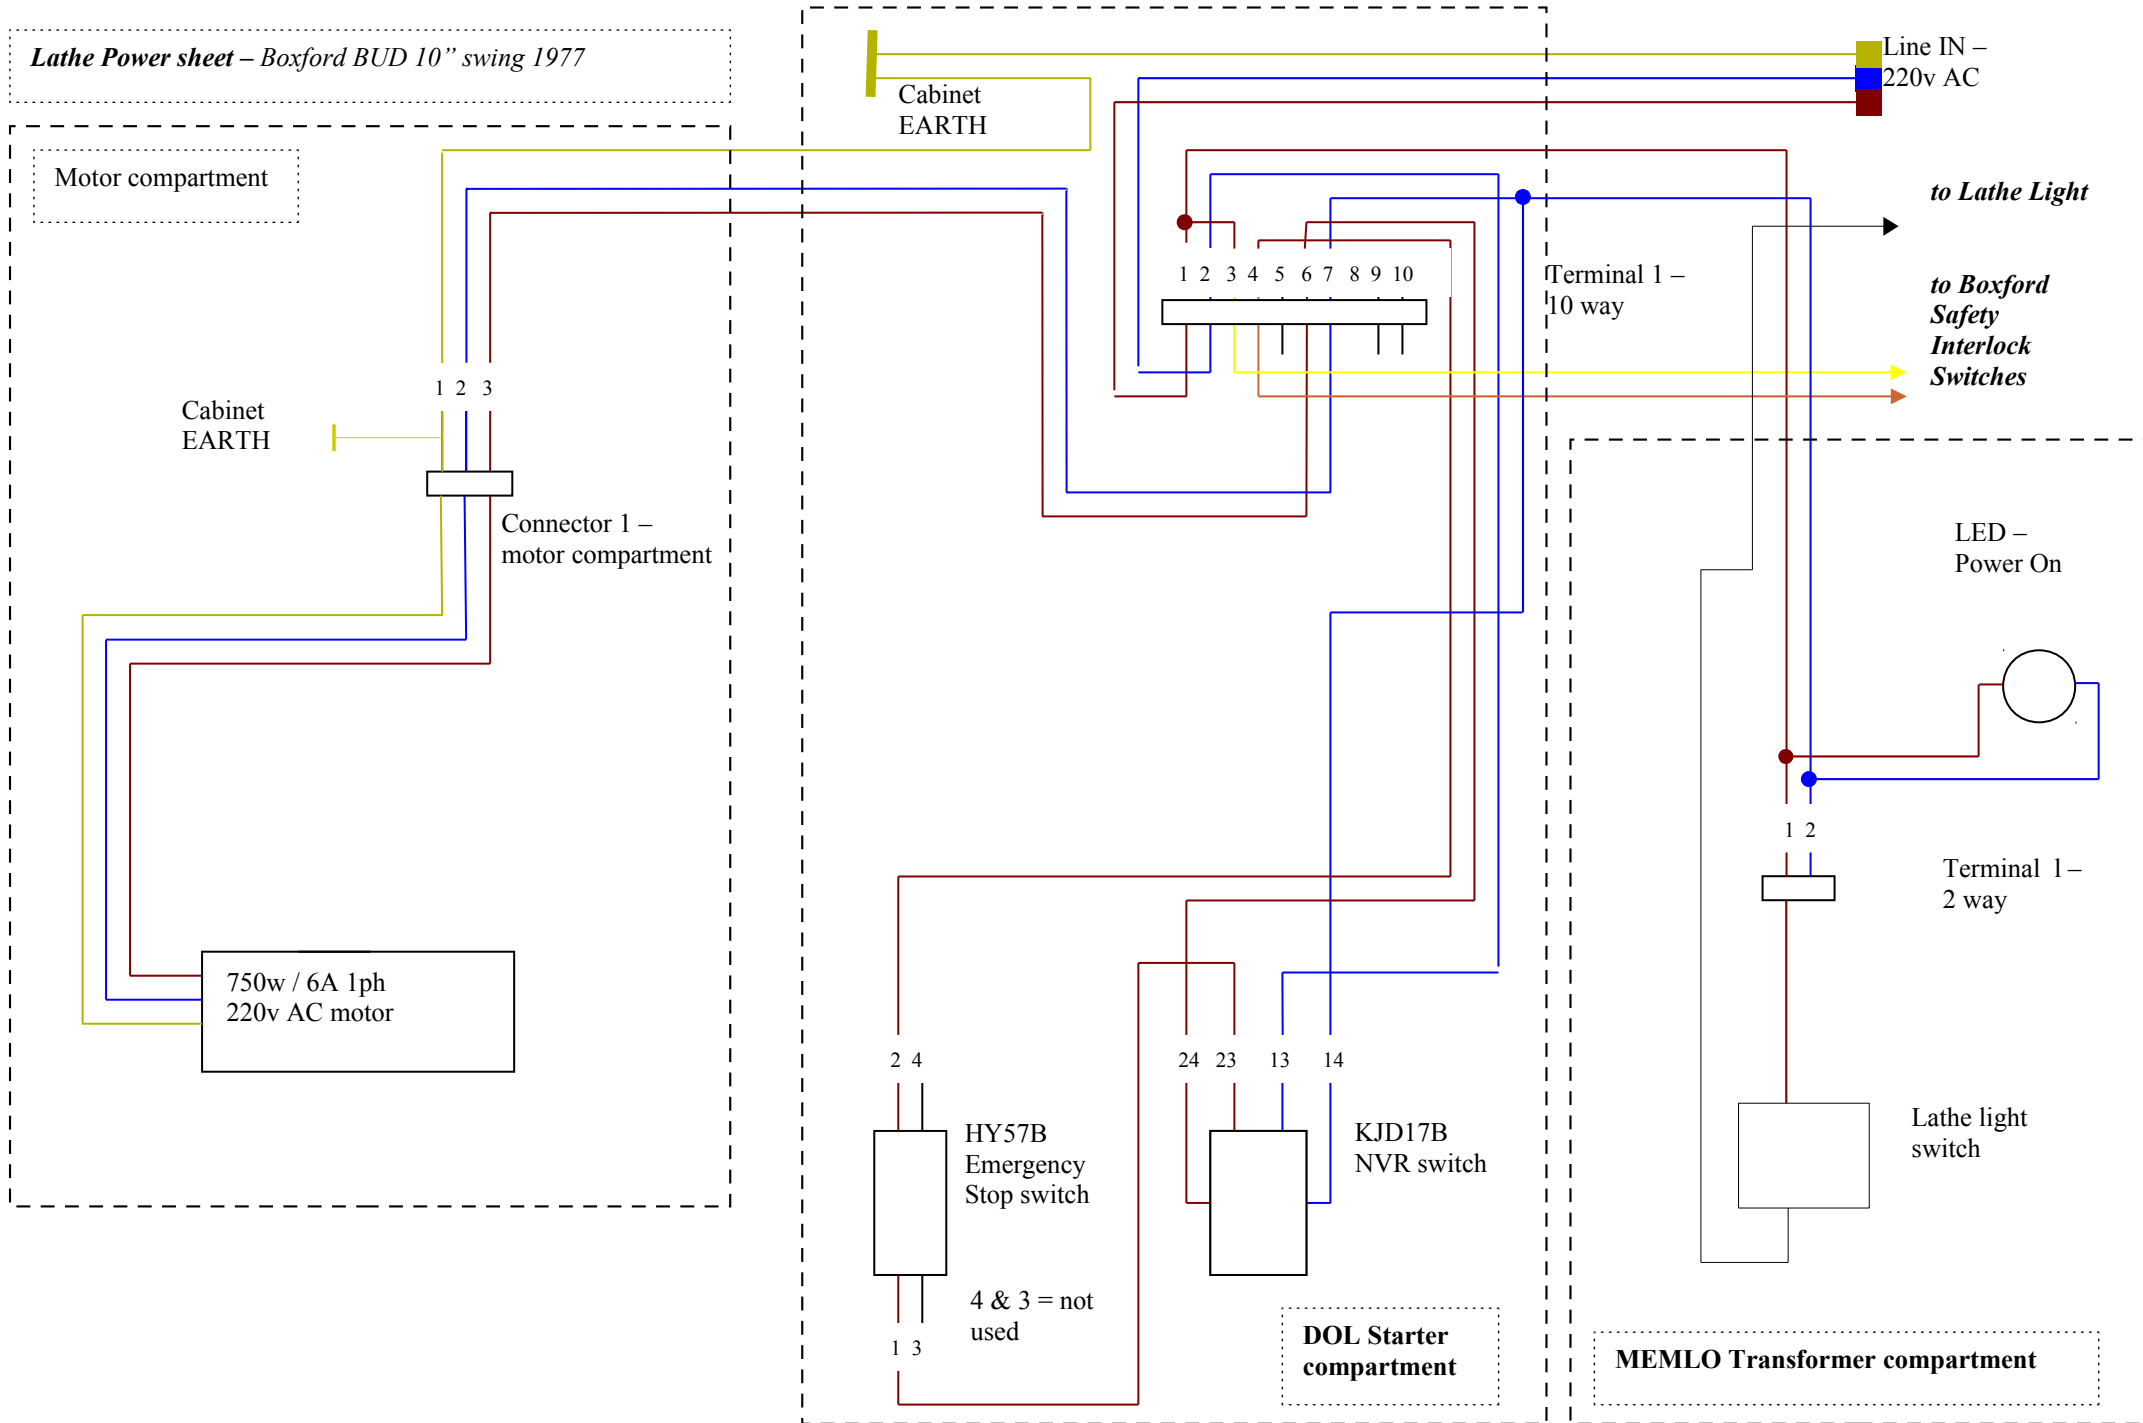 Lathe Power sheet – Boxford BUD 10” swing 1977
Line IN –
220v AC
Cabinet
EARTH
Motor compartment
to Lathe Light
1 2 3 4 5 6 7 8 9 10
Terminal 1 –
10 way
to Boxford
Safety
Interlock
Switches
1 2 3
Cabinet
EARTH
Connector 1 –
motor compartment
LED –
Power On
1 2
Terminal 1 –
2 way
750w / 6A 1ph
220v AC motor
2 4
24 23 13 14
HY57B
Emergency
Stop switch
KJD17B
NVR switch
Lathe light
switch
4 & 3 = not
used
1 3
DOL Starter
compartment
MEMLO Transformer compartment